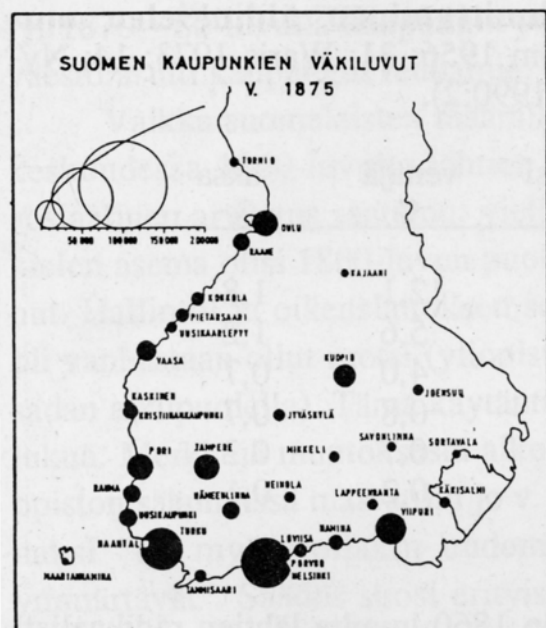 SUOMEN KAUPUNKIEN VÄKILUVUT
V. 1875
50 000 100 000 150 000 200 000
TORNIO
OULU
RAAHE
KAJAANI
KOKKOLA
PIETARSAARI
UUSIKAARLEPYY
VAASA
KUOPIO
JOENSUU
KASKINEN
JYVÄSKYLÄ
PORI
TAMPERE
MIKKELI
SAVONLINNA
SORTAVALA
RAUMA
HÄMEENLINNA
HEINOLA
LAPPEENRANTA
KÄKISALMI
UUSIKAUPUNKI
VIIPURI
NAANTALI
TURKU
LOVIISA
HAMINA
PORVOO
HELSINKI
MAARIANHAMINA
TAMMISAARI